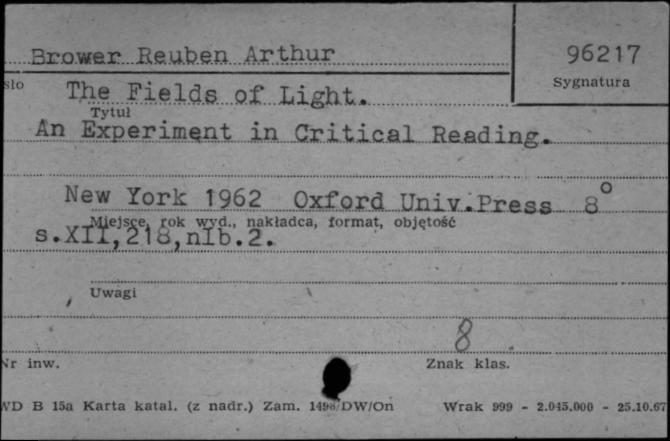 Brower Reuben Arthur
96217
Sygnatura
sło
The Fields of Light.
Tytuł
An Experiment in Critical Reading.
New York 1962 Oxford Univ.Press 8°
Miejsce, rok wyd., nakładca, format, objętość
s.XII,218,nlb.2.
Uwagi
8
Nr inw.
Znak klas.
WD B 15a Karta katal. (z nadr.) Zam. /DW/On Wrak 999 - 2.045.000 - 25.10.67